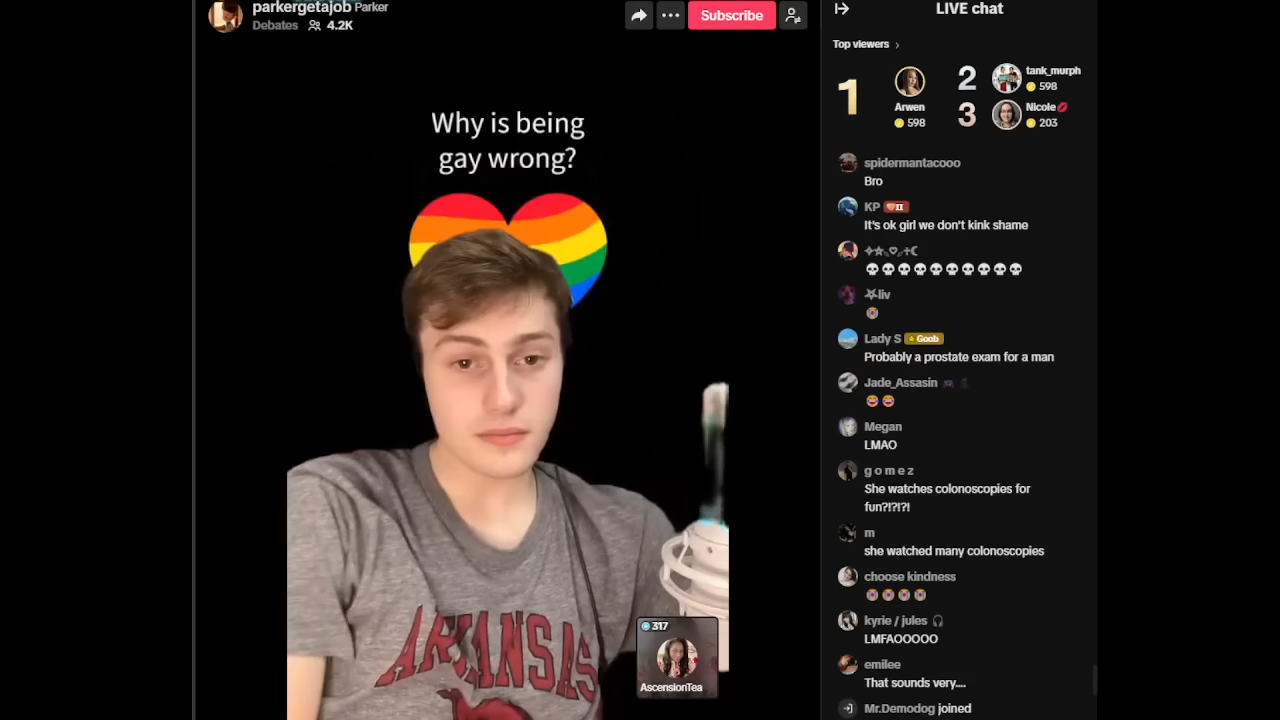 parkergetajob Parker
Debates 4.2K
Subscribe
LIVE chat
Top viewers
1
Arwen
598
2
tank_murph
598
3
Nicole💋
203
Why is being
gay wrong?
ARKANSAS
317
AscensionTea
spidermantacooo
Bro
KP II
It's ok girl we don't kink shame
💀💀💀💀💀💀💀💀💀💀
liv
😭
Lady S Goob
Probably a prostate exam for a man
Jade_Assasin
😂😂
Megan
LMAO
g o m e z
She watches colonoscopies for
fun?!?!?!
m
she watched many colonoscopies
choose kindness
😭😭😭😭
kyrie / jules 🎧
LMFAOOOOO
emilee
That sounds very....
Mr.Demodog joined